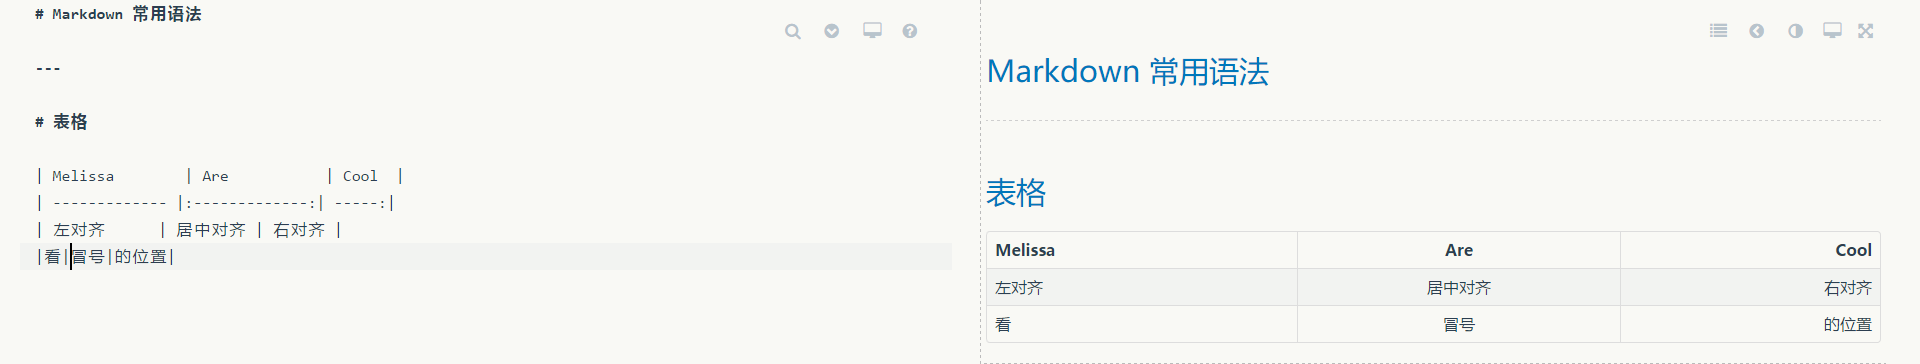 # Markdown 常用语法
---
# 表格
| Melissa        | Are           | Cool  |
| ------------- |:-------------:| -----:|
| 左对齐      | 居中对齐 | 右对齐 |
|看|冒号|的位置|
Markdown 常用语法
表格
Melissa Are Cool
左对齐 居中对齐 右对齐
看 冒号 的位置